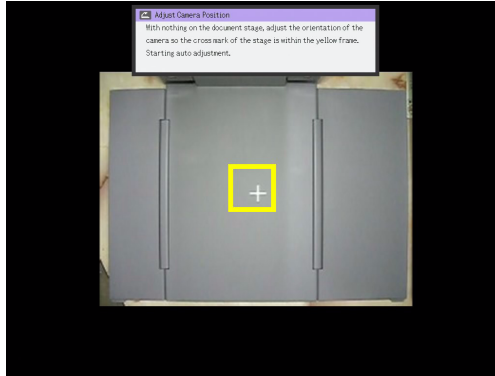 Adjust Camera Position
With nothing on the document stage, adjust the orientation of the
camera so the cross mark of the stage is within the yellow frame.
Starting auto adjustment.